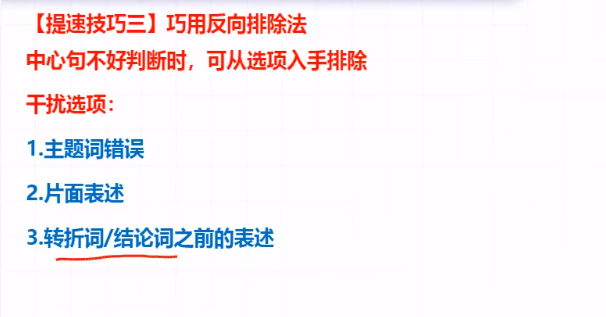 【提速技巧三】巧用反向排除法
中心句不好判断时，可从选项入手排除
干扰选项：
1.主题词错误
2.片面表述
3.转折词/结论词之前的表述